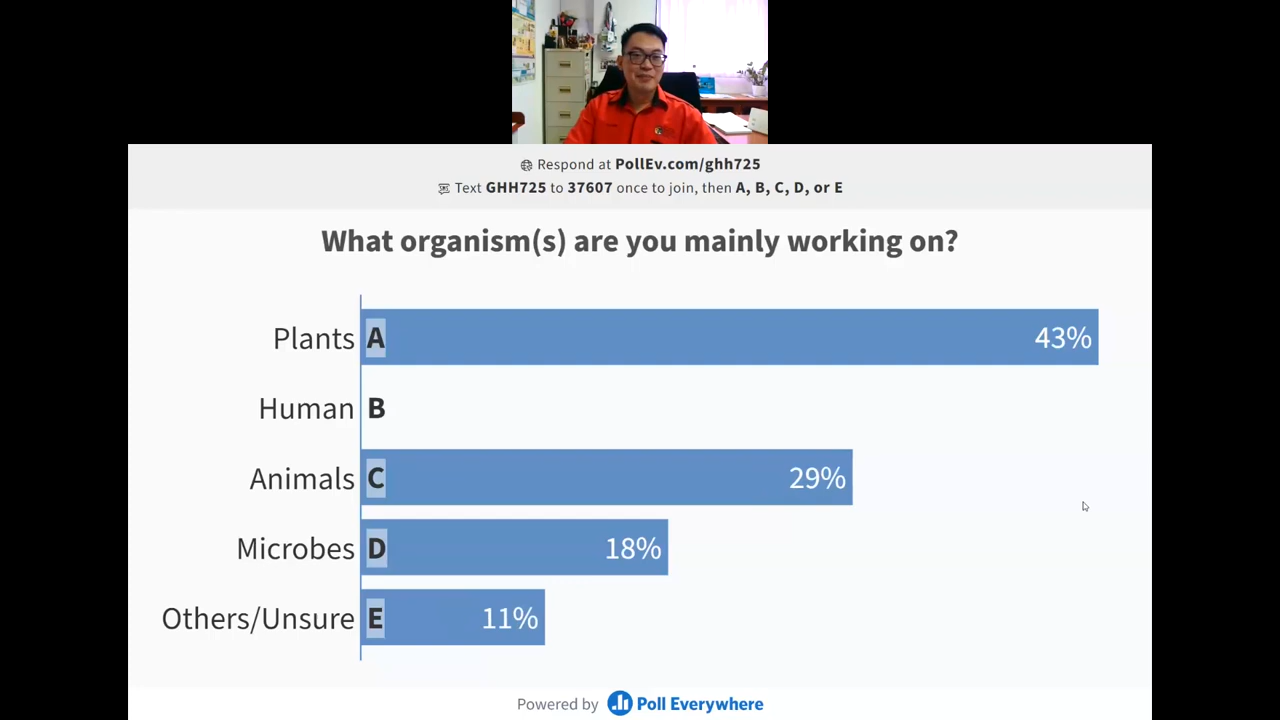 Respond at PollEv.com/ghh725
Text GHH725 to 37607 once to join, then A, B, C, D, or E
What organism(s) are you mainly working on?
Plants A 43%
Human B
Animals C 29%
Microbes D 18%
Others/Unsure E 11%
Powered by Poll Everywhere